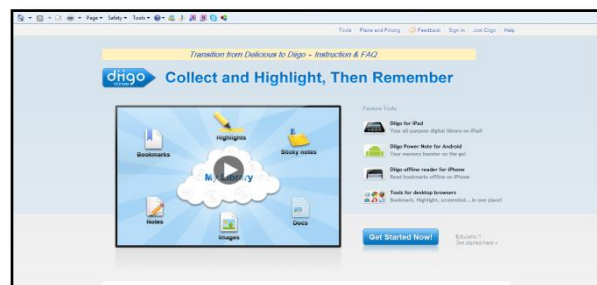 Page ▾ Safety ▾ Tools ▾
Tools | Plans and Pricing | Feedback | Sign In | Join Diigo | Help
Transition from Delicious to Diigo – Instruction & FAQ
diigo Collect and Highlight, Then Remember
Feature Tools
Highlights
Bookmarks
Sticky notes
My Library
Notes
Images
Docs
Diigo for iPad
Your all purpose digital library on iPad!
Diigo Power Note for Android
Your memory booster on the go!
Diigo offline reader for iPhone
Read bookmarks offline on iPhone
Tools for desktop browsers
Bookmark, Highlight, screenshot... in one place!
Get Started Now!
Educator ?
Get started here »